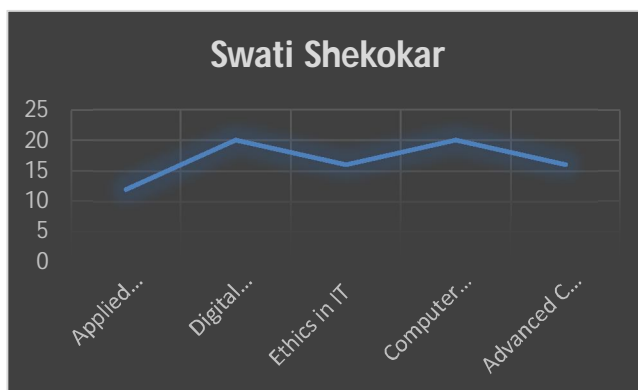 Swati Shekokar
25
20
15
10
5
0
Applied...
Digital...
Ethics in IT
Computer...
Advanced C...